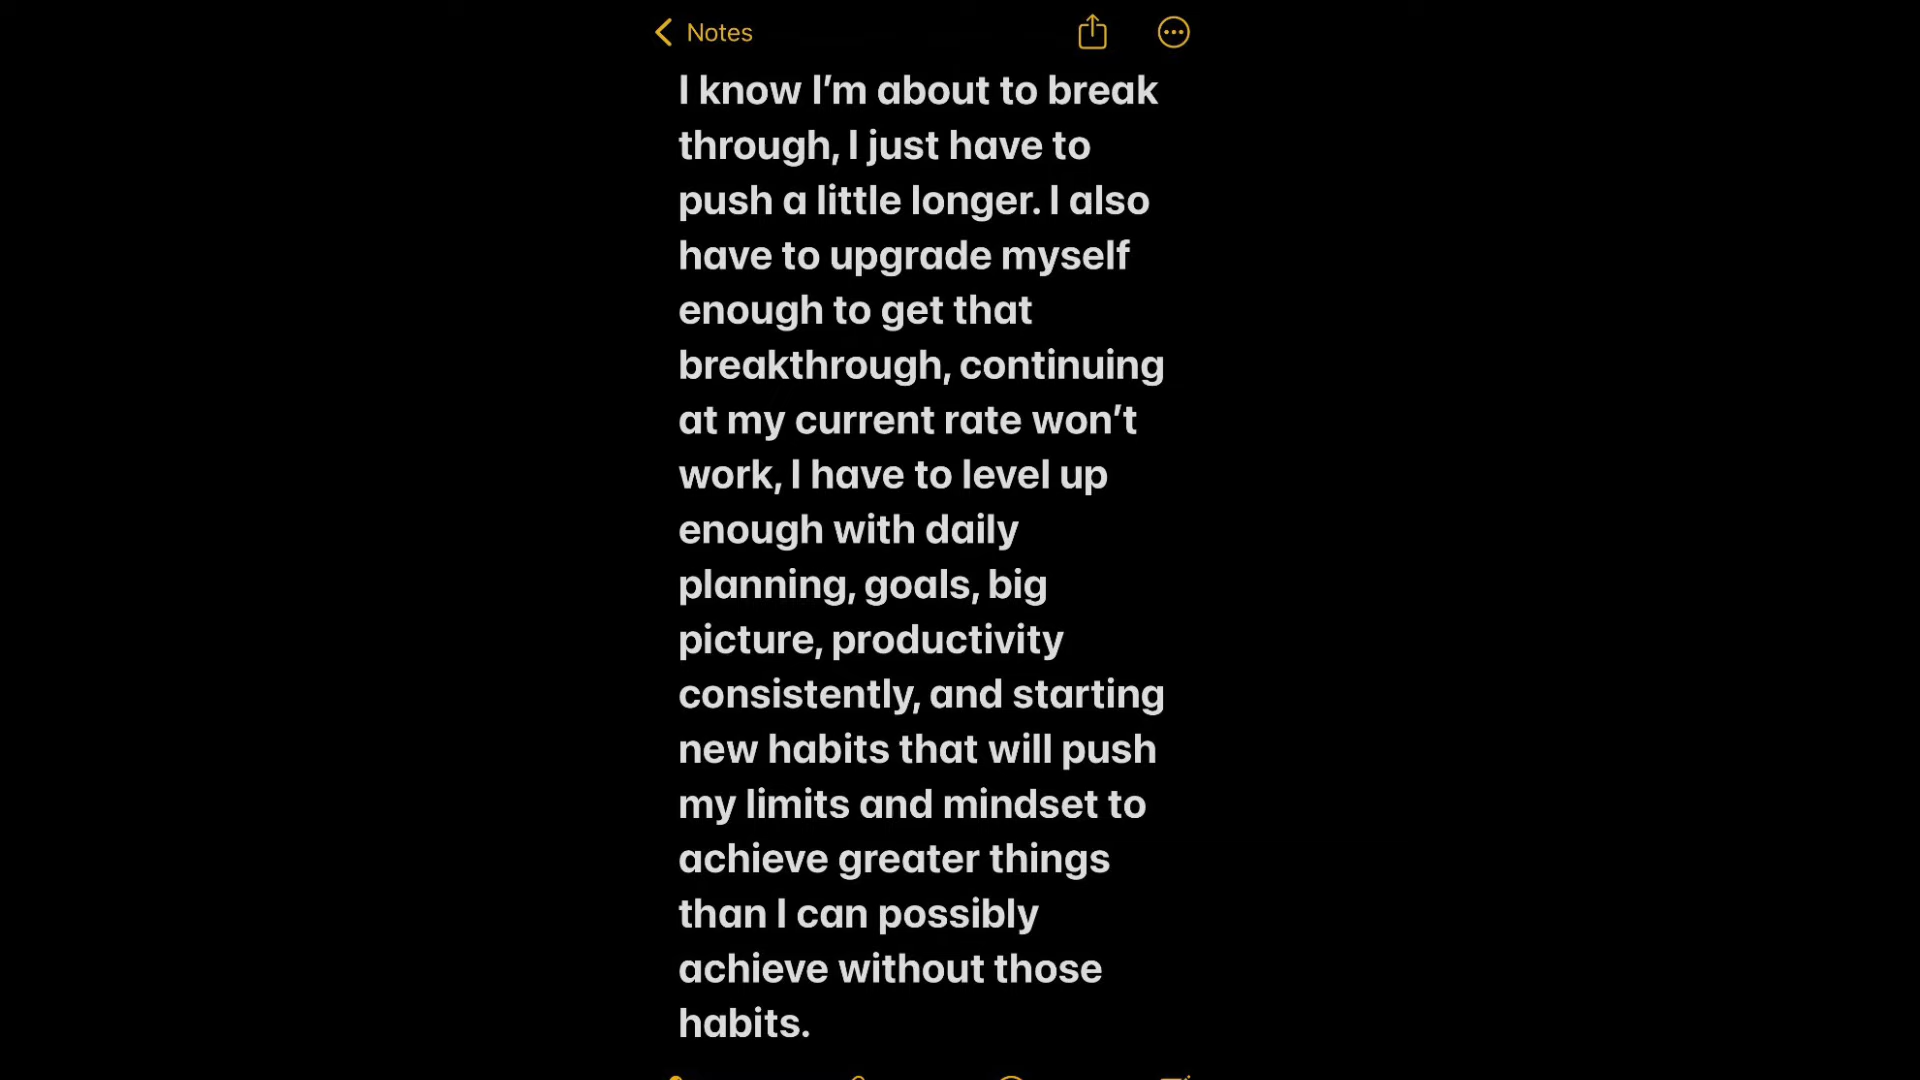 Notes
I know I’m about to break
through, I just have to
push a little longer. I also
have to upgrade myself
enough to get that
breakthrough, continuing
at my current rate won’t
work, I have to level up
enough with daily
planning, goals, big
picture, productivity
consistently, and starting
new habits that will push
my limits and mindset to
achieve greater things
than I can possibly
achieve without those
habits.